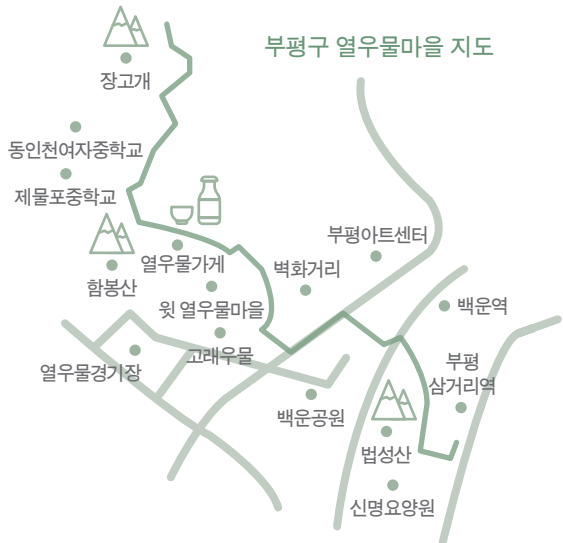 부평구 열우물마을 지도
장고개
동인천여자중학교
제물포중학교
함봉산
열우물가게
윗 열우물마을
고래우물
열우물경기장
벽화거리
부평아트센터
백운역
부평
삼거리역
백운공원
법성산
신명요양원